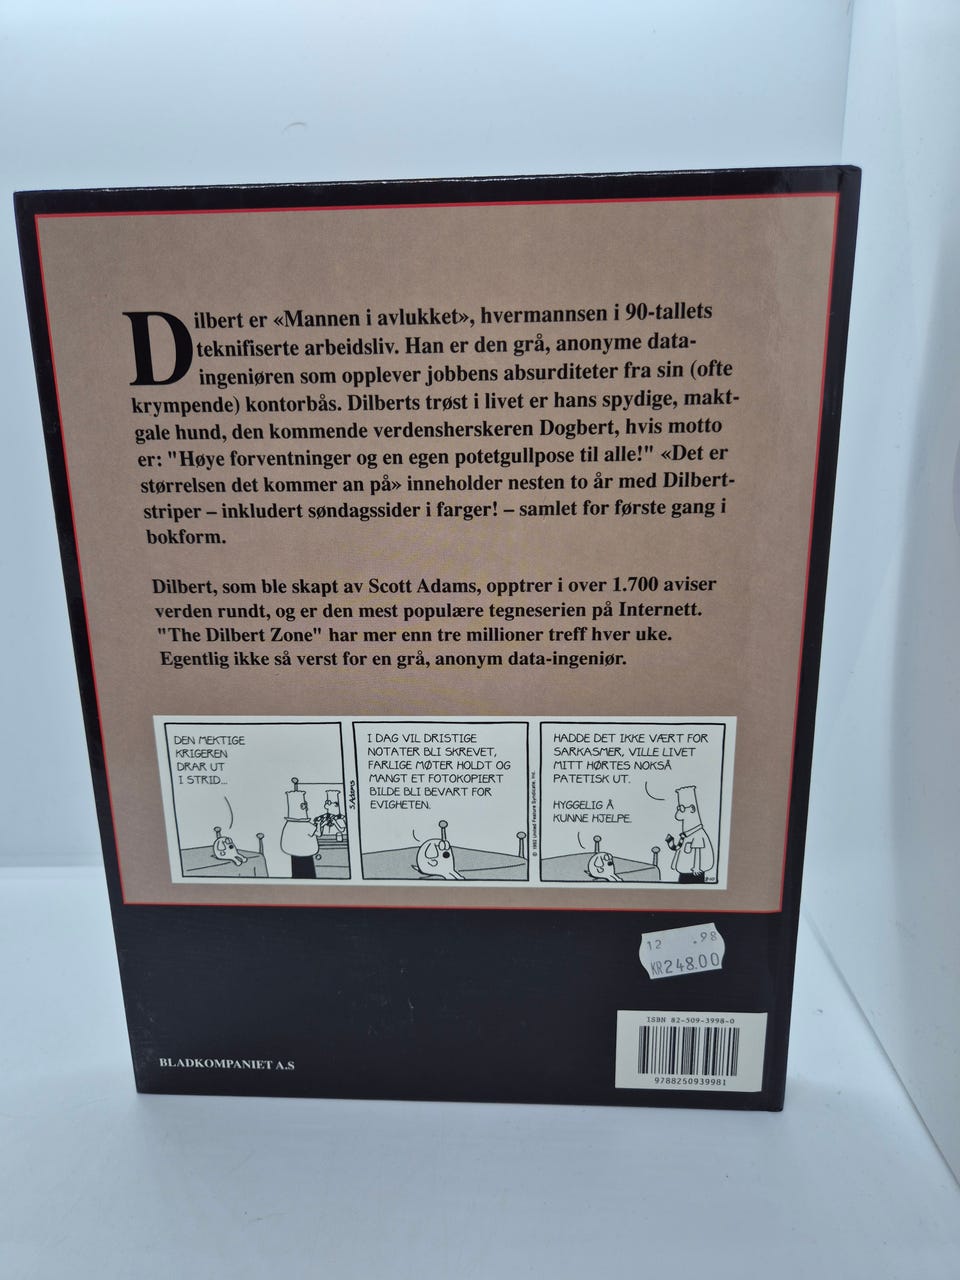 Dilbert er «Mannen i avlukket», hvermannsen i 90-tallets
teknifiserte arbeidsliv. Han er den grå, anonyme data-
ingeniøren som opplever jobbens absurditeter fra sin (ofte
krympende) kontorbås. Dilberts trøst i livet er hans spydige, makt-
gale hund, den kommende verdensherskeren Dogbert, hvis motto
er: "Høye forventninger og en egen potetgullpose til alle!" «Det er
størrelsen det kommer an på» inneholder nesten to år med Dilbert-
striper – inkludert søndagssider i farger! – samlet for første gang i
bokform.
Dilbert, som ble skapt av Scott Adams, opptrer i over 1.700 aviser
verden rundt, og er den mest populære tegneserien på Internett.
"The Dilbert Zone" har mer enn tre millioner treff hver uke.
Egentlig ikke så verst for en grå, anonym data-ingeniør.
DEN MEKTIGE
KRIGEREN
DRAR UT
I STRID...
S.Adams
I DAG VIL DRISTIGE
NOTATER BLI SKREVET,
FARLIGE MØTER HOLDT OG
MANGT ET FOTOKOPIERT
BILDE BLI BEVART FOR
EVIGHETEN.
© 1992 United Feature Syndicate, Inc.
HADDE DET IKKE VÆRT FOR
SARKASMER, VILLE LIVET
MITT HØRTES NOKSÅ
PATETISK UT.
HYGGELIG Å
KUNNE HJELPE.
12 .98
KR248.00
ISBN 82-509-3998-0
9788250939981
BLADKOMPANIET A.S